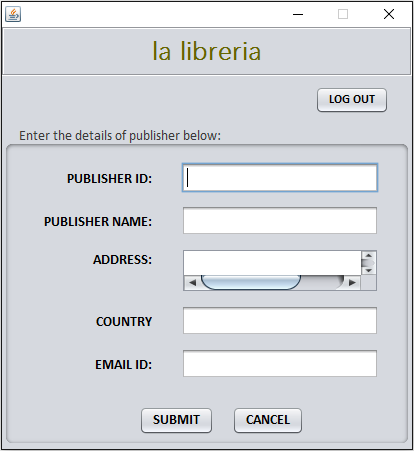 la libreria
LOG OUT
Enter the details of publisher below:
PUBLISHER ID:
PUBLISHER NAME:
ADDRESS:
COUNTRY
EMAIL ID:
SUBMIT CANCEL